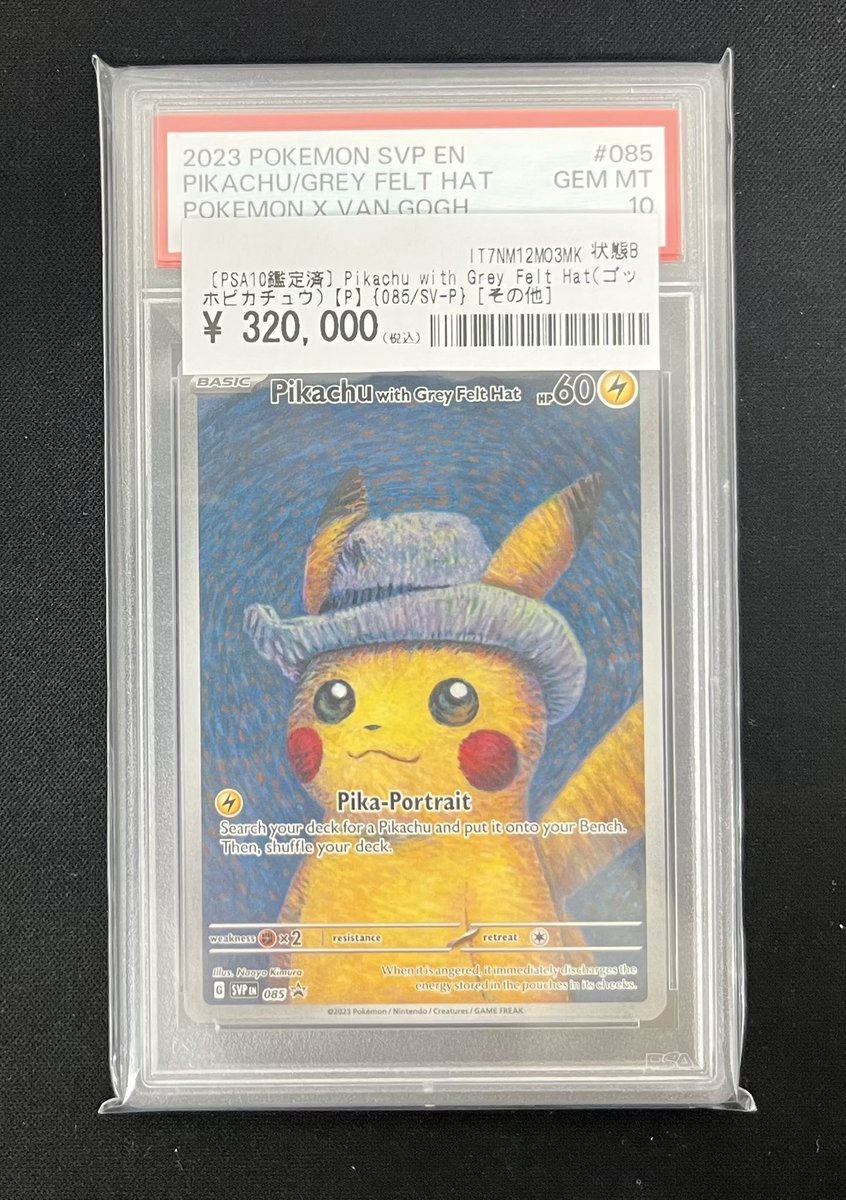 2023 POKEMON SVP EN #085
PIKACHU/GREY FELT HAT GEM MT
POKEMON X VAN GOGH 10
IT7NM12MO3MK 状態B
[PSA10鑑定済] Pikachu with Grey Felt Hat(ゴッ
ホピカチュウ)【P】{085/SV-P} [その他]
¥ 320,000(税込)
BASIC Pikachu with Grey Felt Hat HP60
Pika-Portrait
Search your deck for a Pikachu and put it onto your Bench.
Then, shuffle your deck.
weakness ×2 resistance retreat
Illus. Naoyo Kimura
When it is angered, it immediately discharges the
energy stored in the pouches in its cheeks.
G SVP EN 085
©2023 Pokémon / Nintendo / Creatures / GAME FREAK
PSA